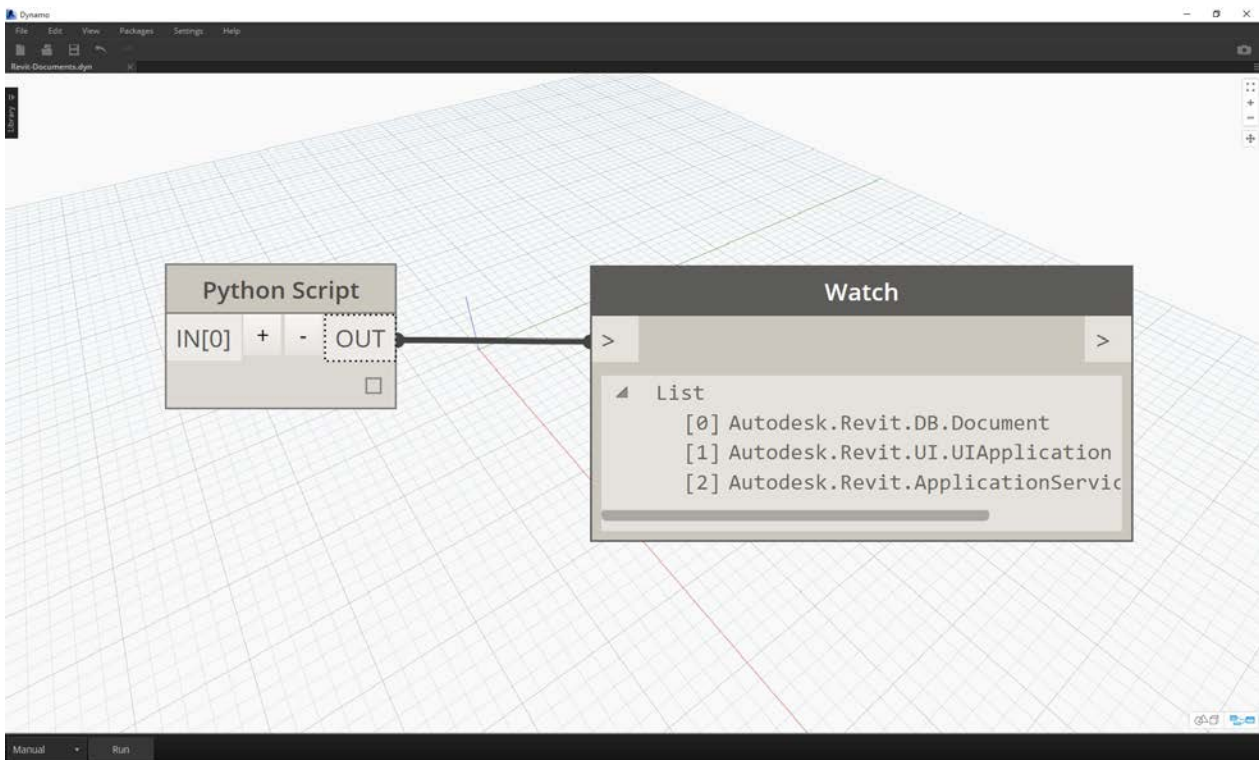 Dynamo
File Edit View Packages Settings Help
Revit-Documents.dyn
Library
Python Script
IN[0] + - OUT
Watch
> >
List
[0] Autodesk.Revit.DB.Document
[1] Autodesk.Revit.UI.UIApplication
[2] Autodesk.Revit.ApplicationServic
Manual Run